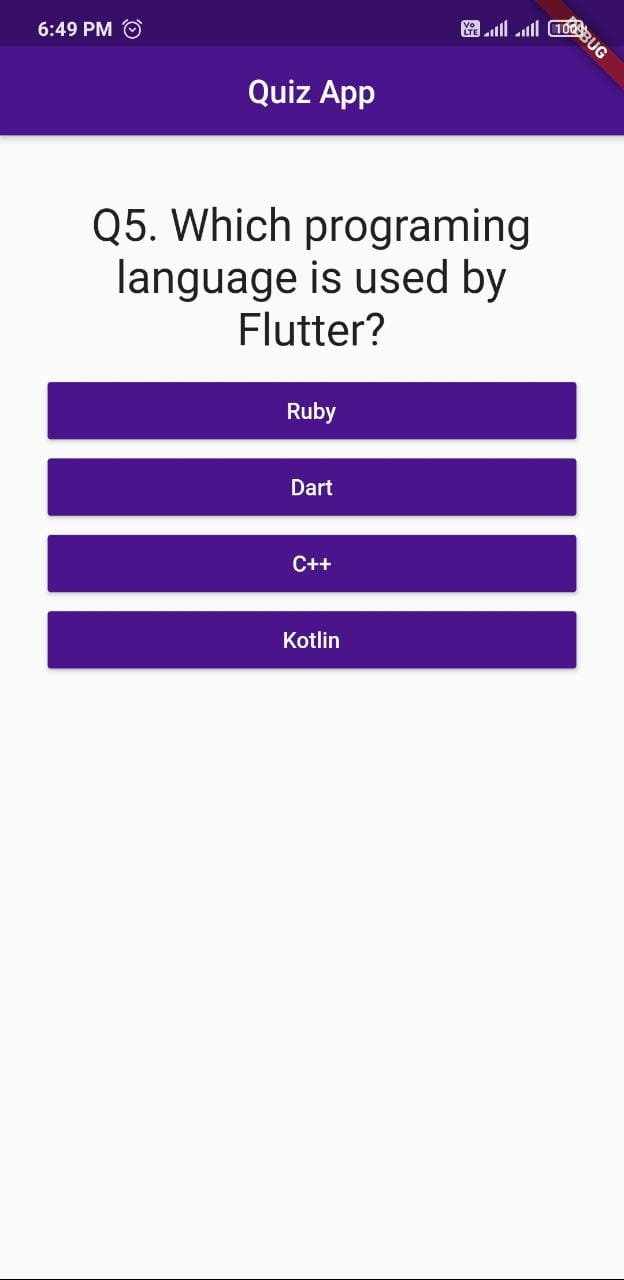 6:49 PM
Vo LTE
100
DEBUG
Quiz App
Q5. Which programing
language is used by
Flutter?
Ruby
Dart
C++
Kotlin